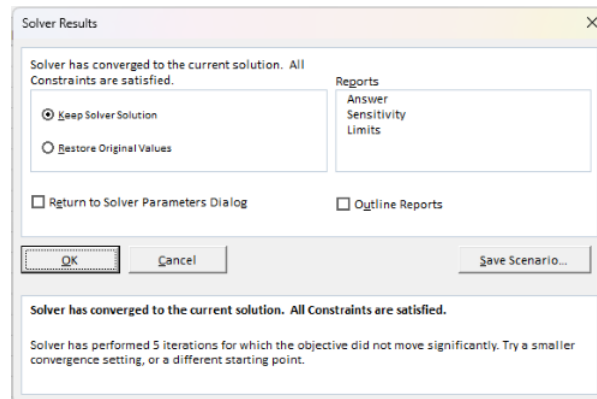 Solver Results
Solver has converged to the current solution. All
Constraints are satisfied.
Keep Solver Solution
Restore Original Values
Reports
Answer
Sensitivity
Limits
Return to Solver Parameters Dialog
Outline Reports
OK
Cancel
Save Scenario...
Solver has converged to the current solution. All Constraints are satisfied.
Solver has performed 5 iterations for which the objective did not move significantly. Try a smaller
convergence setting, or a different starting point.